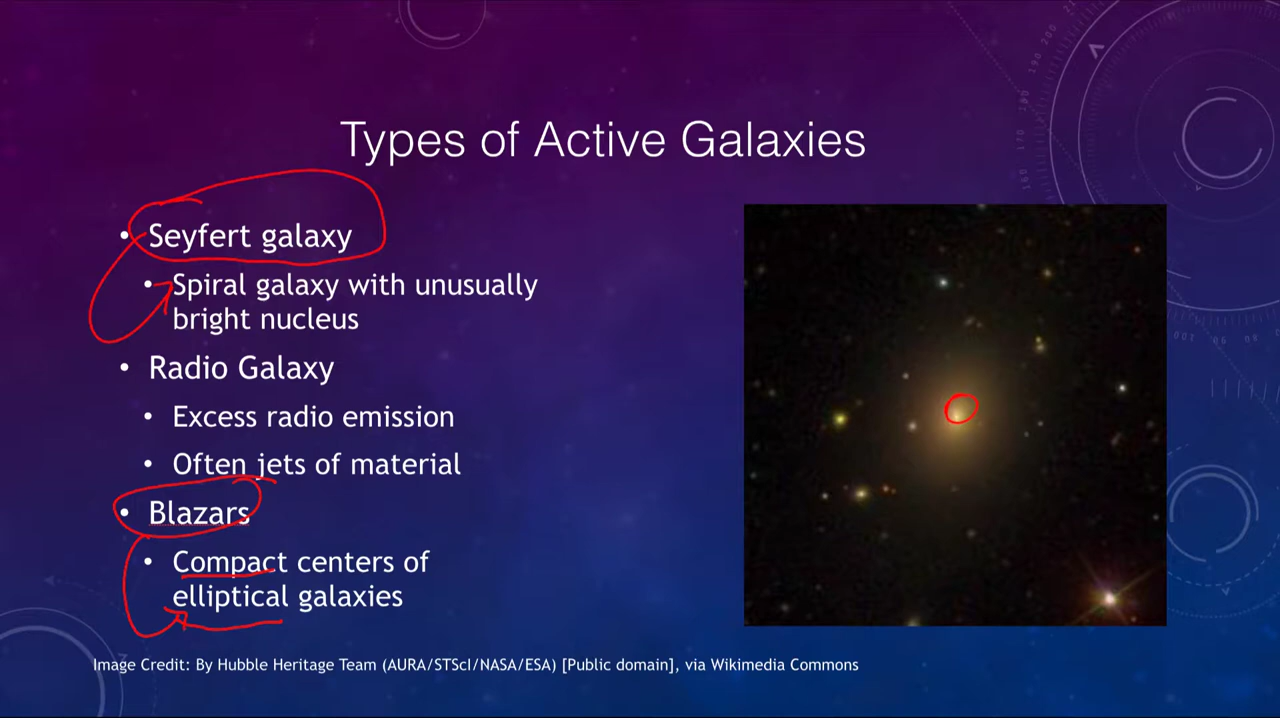 Types of Active Galaxies
• Seyfert galaxy
• Spiral galaxy with unusually
bright nucleus
• Radio Galaxy
• Excess radio emission
• Often jets of material
• Blazars
• Compact centers of
elliptical galaxies
Image Credit: By Hubble Heritage Team (AURA/STScI/NASA/ESA) [Public domain], via Wikimedia Commons